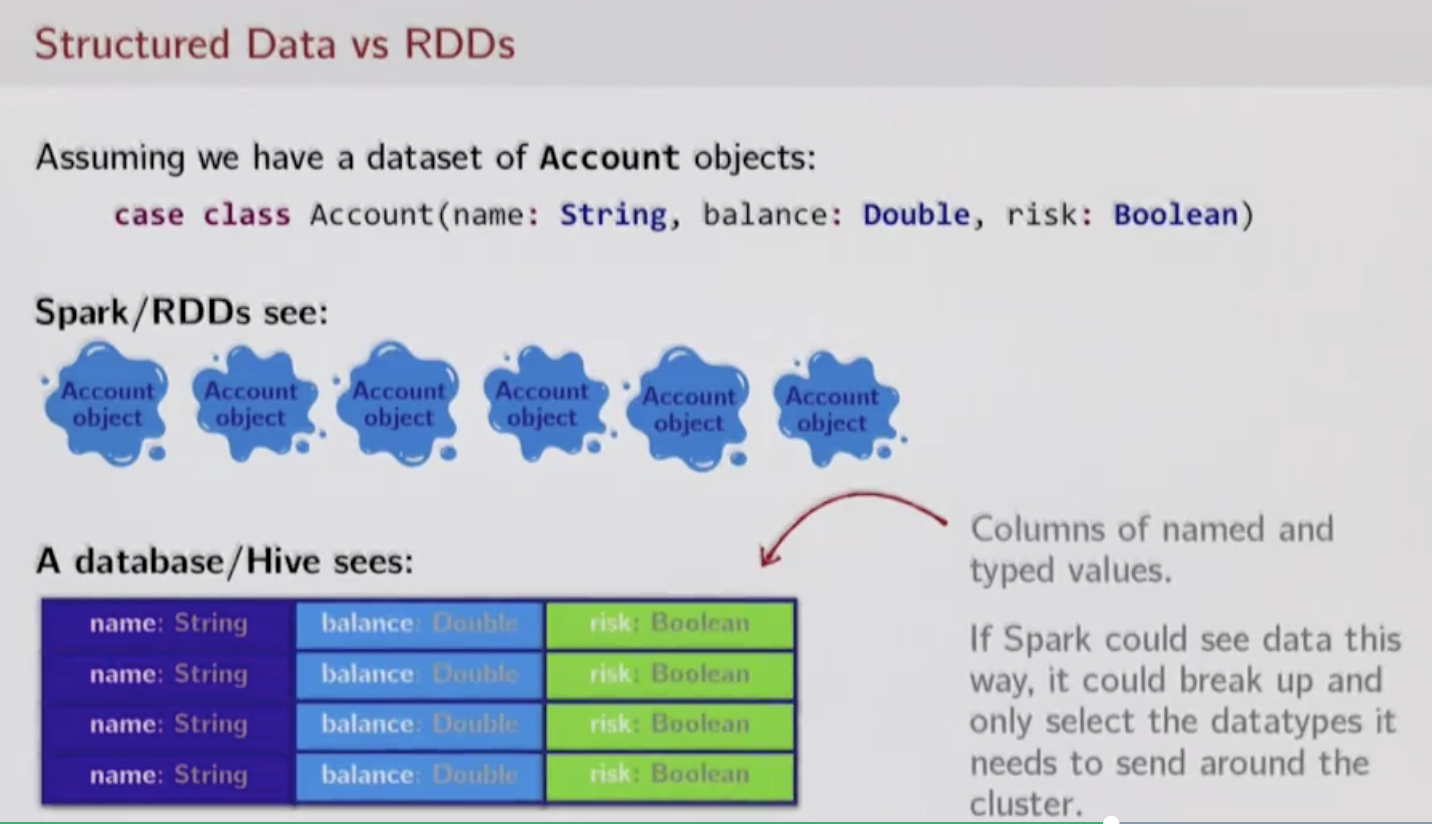 Structured Data vs RDDs
Assuming we have a dataset of Account objects:
case class Account(name: String, balance: Double, risk: Boolean)
Spark/RDDs see:
Account Account Account Account Account Account
object object object object object object
A database/Hive sees:
name: String balance: Double risk: Boolean
name: String balance: Double risk: Boolean
name: String balance: Double risk: Boolean
name: String balance: Double risk: Boolean
Columns of named and
typed values.
If Spark could see data this
way, it could break up and
only select the datatypes it
needs to send around the
cluster.